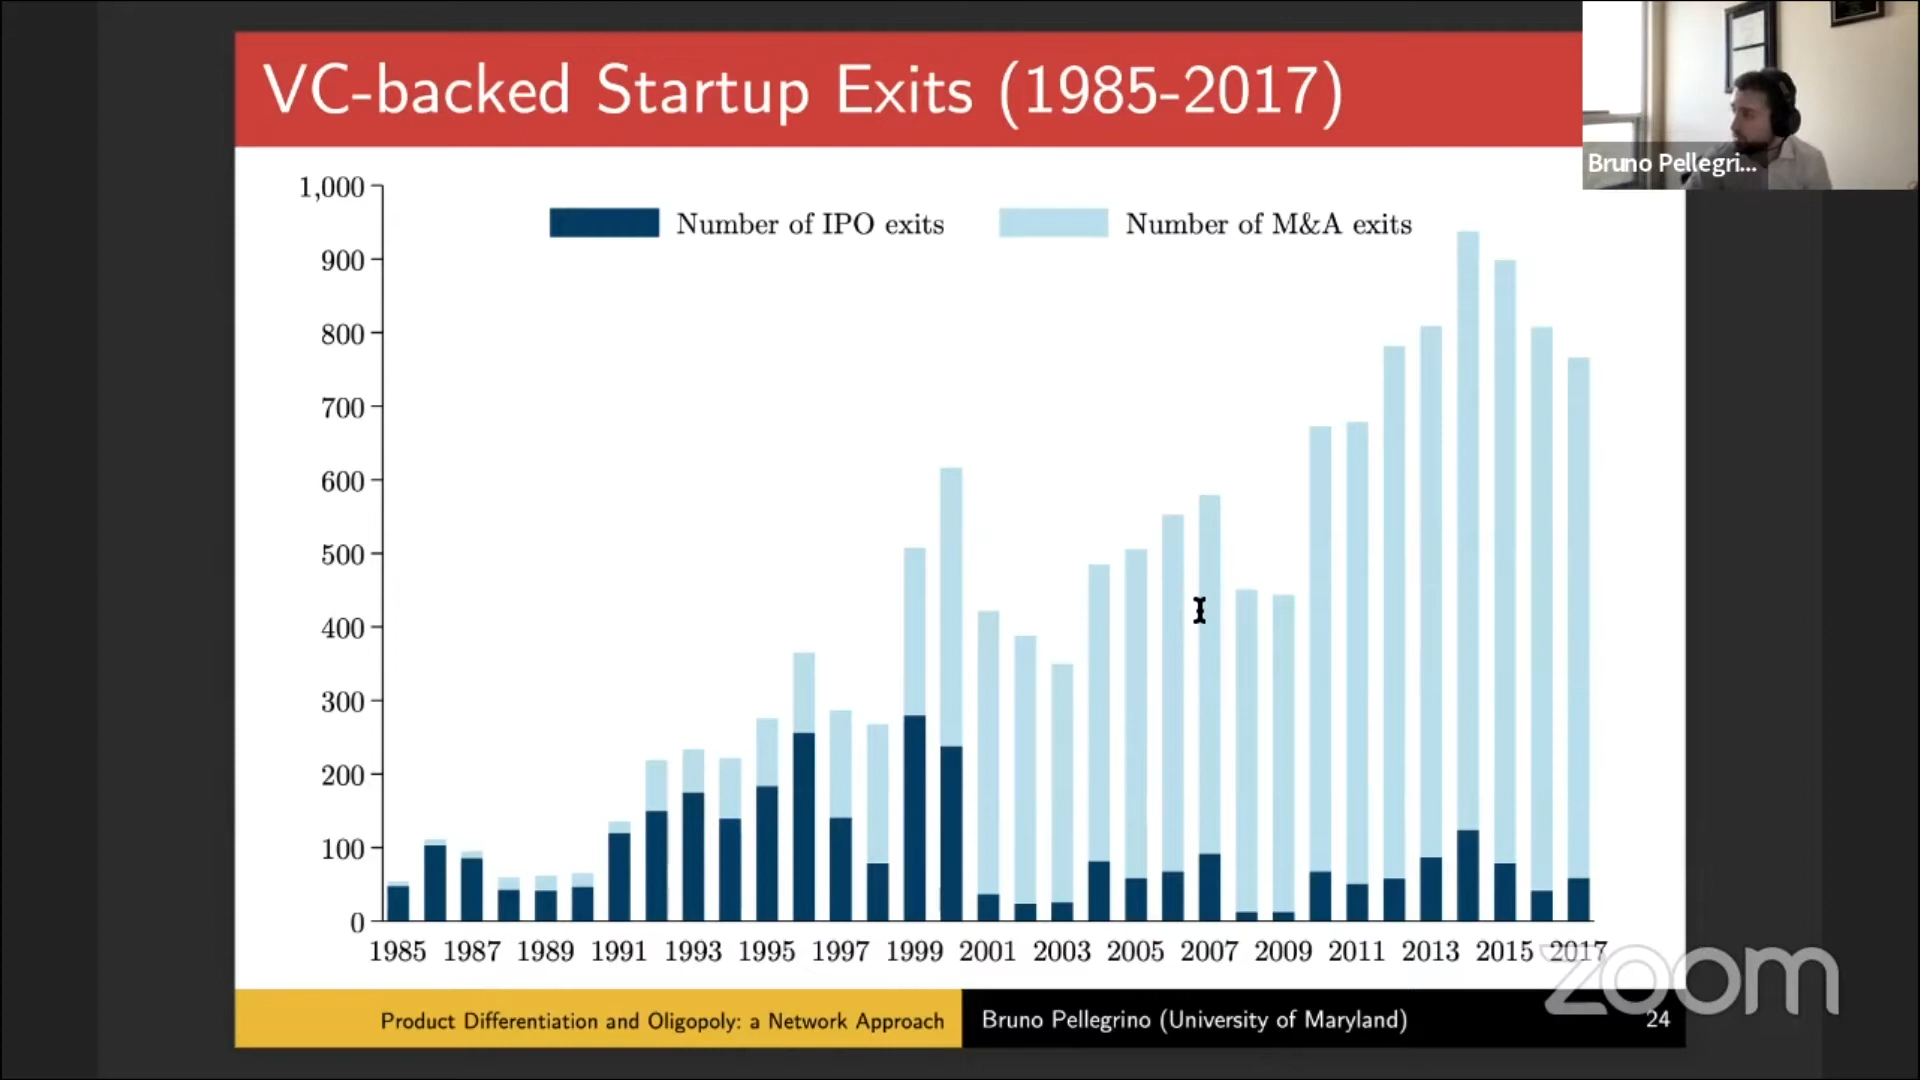 VC-backed Startup Exits (1985-2017)
Bruno Pellegri...
1,000
Number of IPO exits
Number of M&A exits
900
800
700
600
500
400
300
200
100
0
1985 1987 1989 1991 1993 1995 1997 1999 2001 2003 2005 2007 2009 2011 2013 2015 2017
zoom
Product Differentiation and Oligopoly: a Network Approach
Bruno Pellegrino (University of Maryland)
24